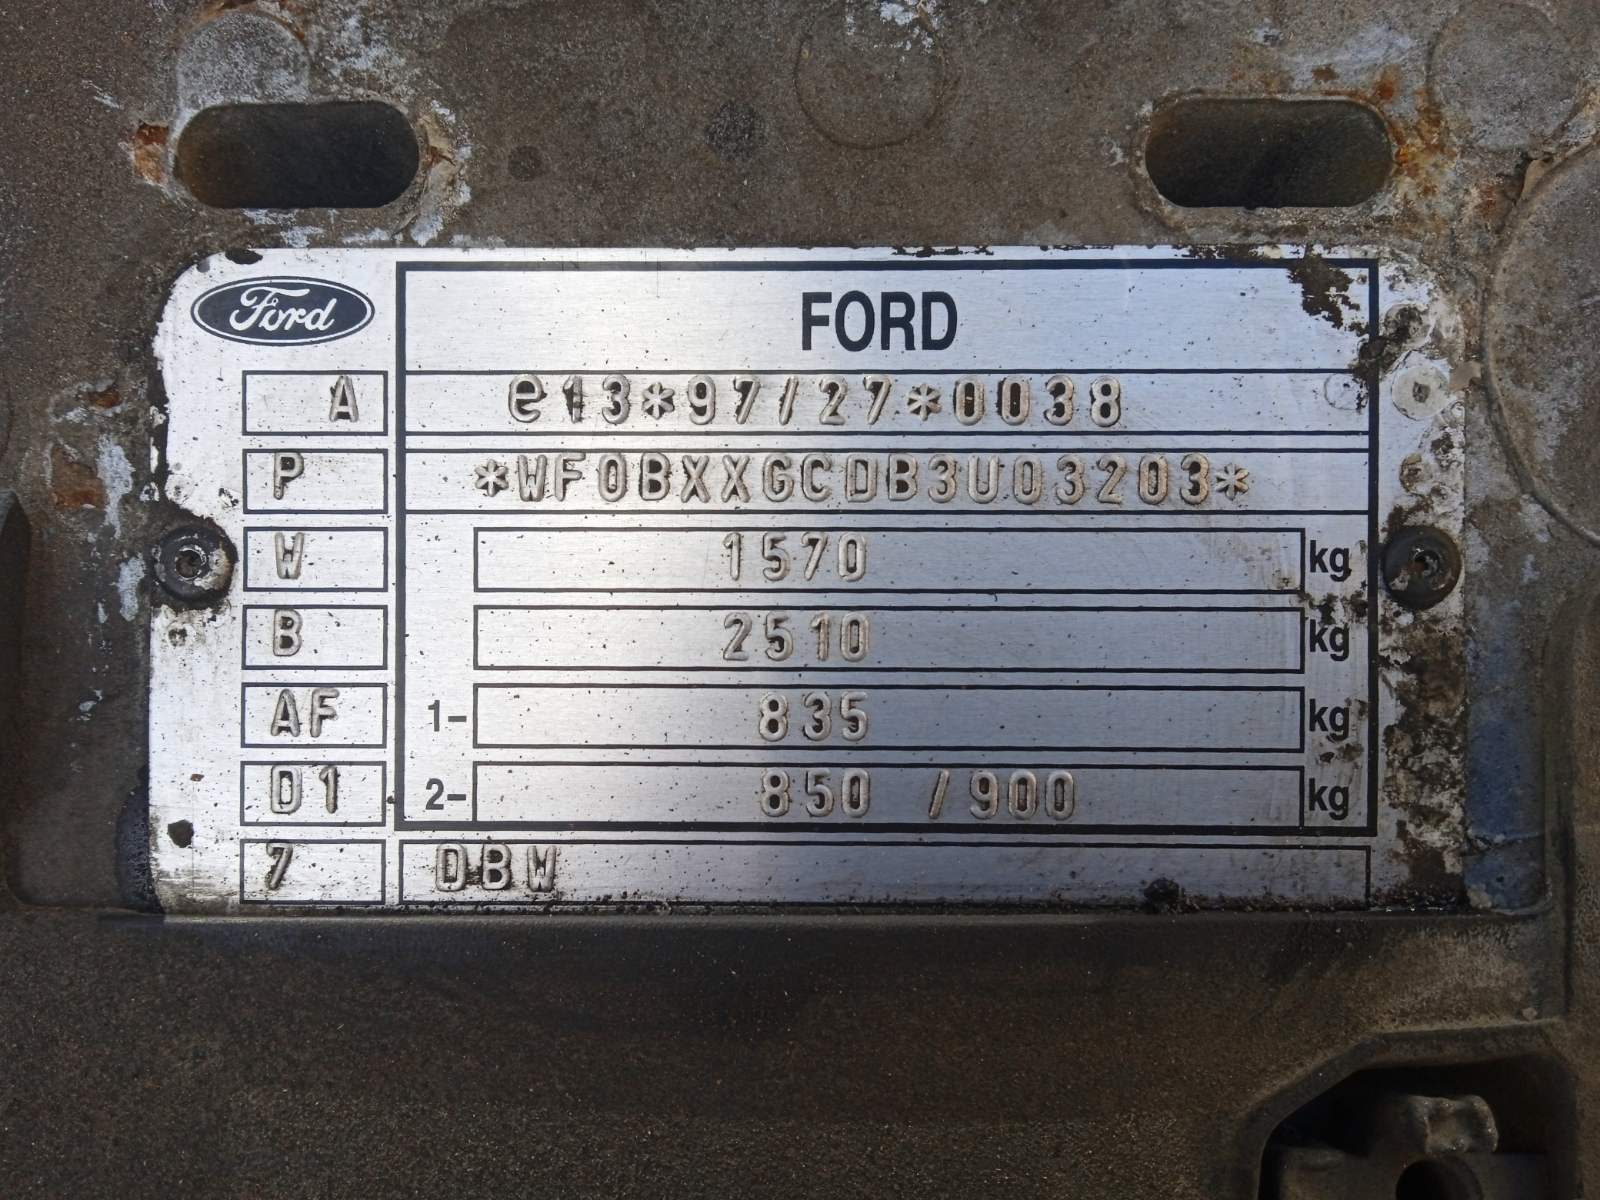 Ford FORD
A e13*97/27*0038
P *WF0BXXGCDB3U03203*
W 1570 kg
B 2510 kg
AF 1- 835 kg
D1 2- 850 /900 kg
7 DBW